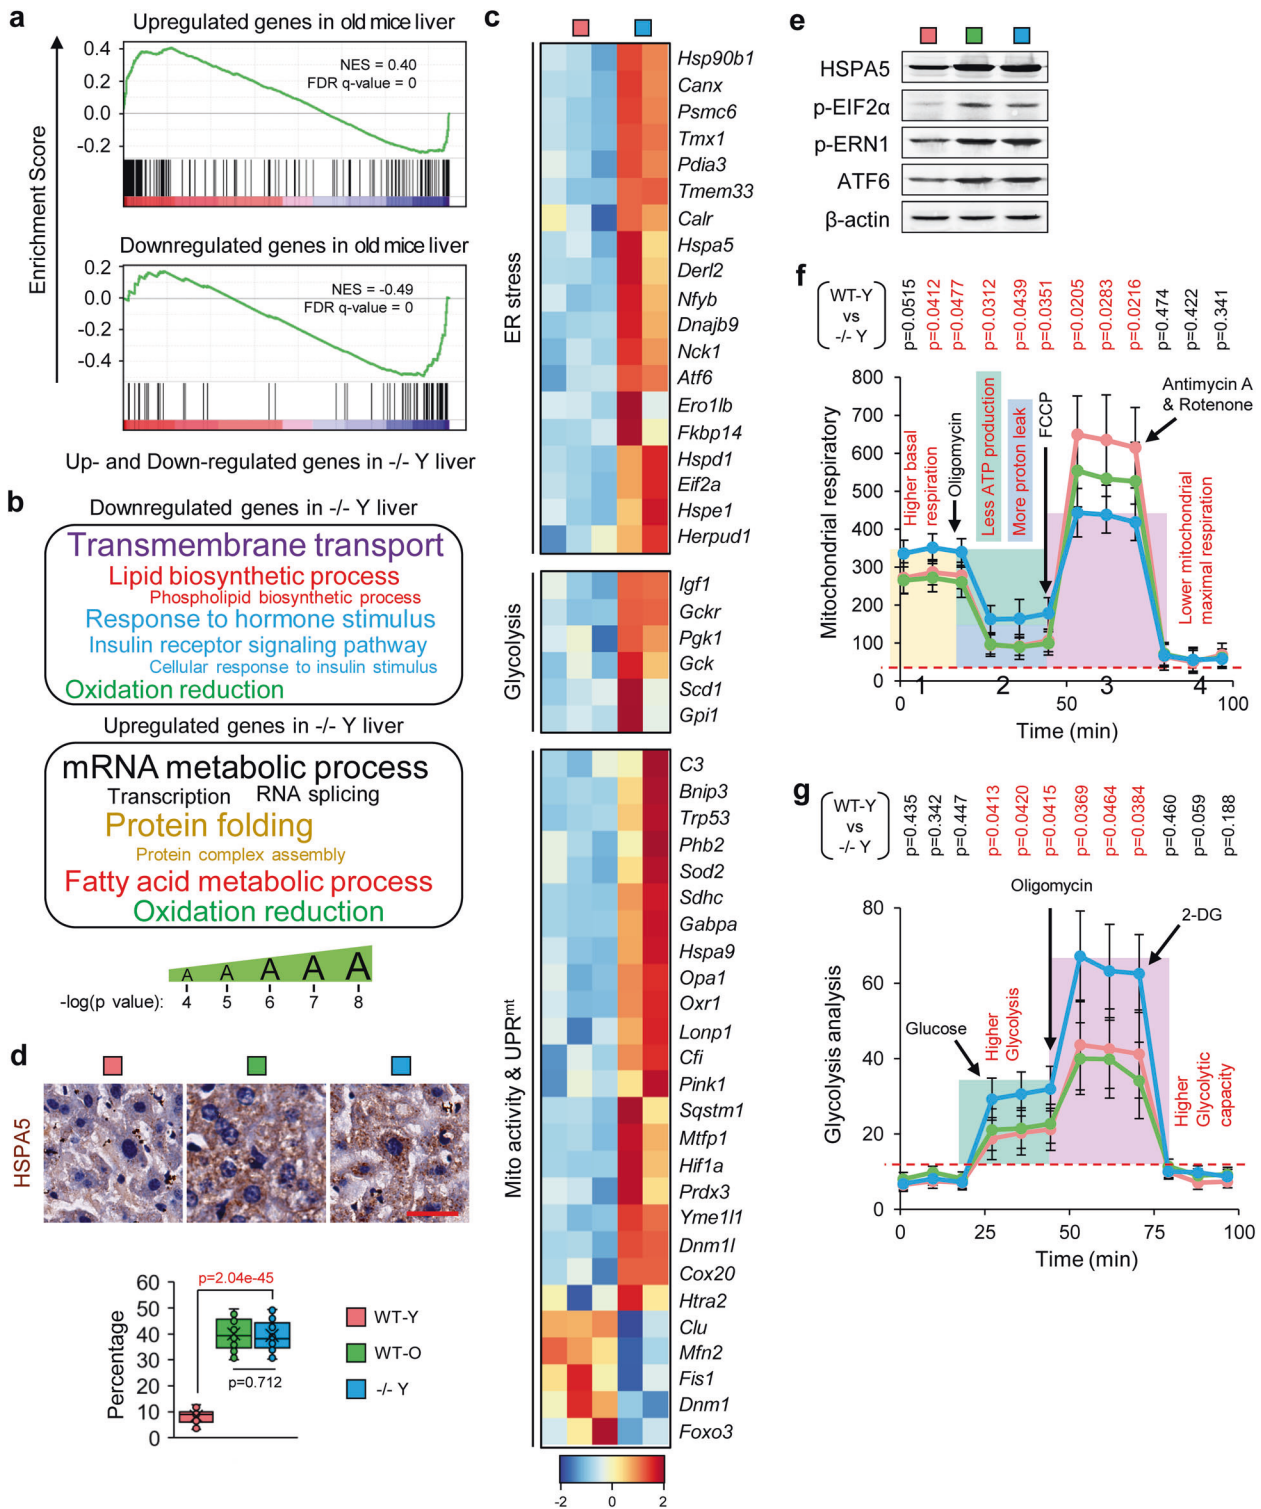 a
Upregulated genes in old mice liver
Enrichment Score
0.4
0.2
0.0
-0.2
NES = 0.40
FDR q-value = 0
Downregulated genes in old mice liver
0.2
0.0
-0.2
-0.4
NES = -0.49
FDR q-value = 0
Up- and Down-regulated genes in -/- Y liver
b
Downregulated genes in -/- Y liver
Transmembrane transport
Lipid biosynthetic process
Phospholipid biosynthetic process
Response to hormone stimulus
Insulin receptor signaling pathway
Cellular response to insulin stimulus
Oxidation reduction
Upregulated genes in -/- Y liver
mRNA metabolic process
Transcription RNA splicing
Protein folding
Protein complex assembly
Fatty acid metabolic process
Oxidation reduction
A A A A A
-log(p value): 4 5 6 7 8
c
ER stress
Hsp90b1
Canx
Psmc6
Tmx1
Pdia3
Tmem33
Calr
Hspa5
Derl2
Nfyb
Dnajb9
Nck1
Atf6
Ero1lb
Fkbp14
Hspd1
Eif2a
Hspe1
Herpud1
Glycolysis
Igf1
Gckr
Pgk1
Gck
Scd1
Gpi1
Mito activity & UPRmt
C3
Bnip3
Trp53
Phb2
Sod2
Sdhc
Gabpa
Hspa9
Opa1
Oxr1
Lonp1
Cfi
Pink1
Sqstm1
Mtfp1
Hif1a
Prdx3
Yme1l1
Dnm1l
Cox20
Htra2
Clu
Mfn2
Fis1
Dnm1
Foxo3
-2 0 2
d
HSPA5
Percentage
60
50
40
30
20
10
0
p=2.04e-45
p=0.712
WT-Y
WT-O
-/- Y
e
HSPA5
p-EIF2α
p-ERN1
ATF6
β-actin
f
WT-Y
vs
-/- Y
p=0.0515
p=0.0412
p=0.0477
p=0.0312
p=0.0439
p=0.0351
p=0.0205
p=0.0283
p=0.0216
p=0.474
p=0.422
p=0.341
Mitochondrial respiratory
800
700
600
500
400
300
200
100
0
Higher basal
respiration
Oligomycin
Less ATP production
More proton leak
FCCP
Antimycin A
& Rotenone
Lower mitochondrial
maximal respiration
1 2 3 4
0 50 100
Time (min)
g
WT-Y
vs
-/- Y
p=0.435
p=0.342
p=0.447
p=0.0413
p=0.0420
p=0.0415
p=0.0369
p=0.0464
p=0.0384
p=0.460
p=0.059
p=0.188
Glycolysis analysis
80
60
40
20
0
Glucose
Higher
Glycolysis
Oligomycin
2-DG
Higher
Glycolytic
capacity
0 25 50 75 100
Time (min)